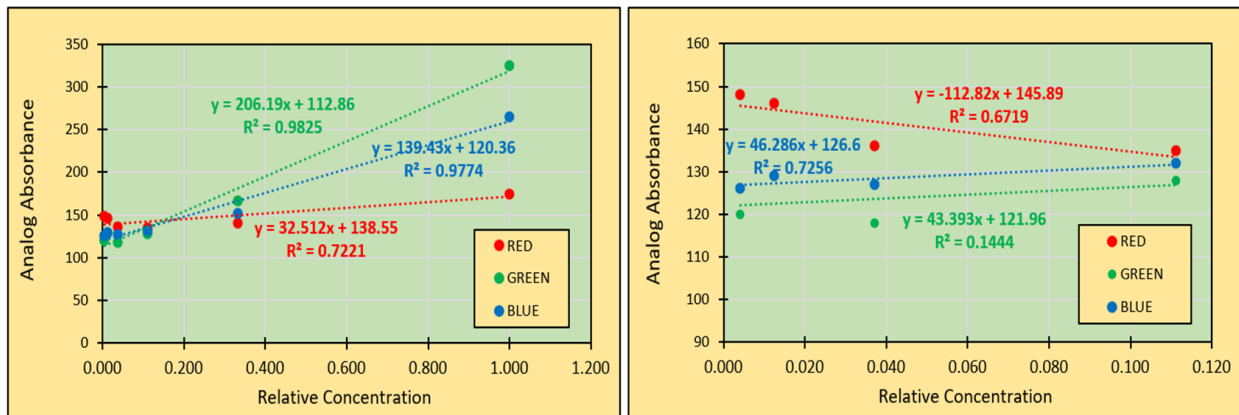 350
300
250
200
150
100
50
0
0.000 0.200 0.400 0.600 0.800 1.000 1.200
Analog Absorbance
Relative Concentration
y = 206.19x + 112.86
R² = 0.9825
y = 139.43x + 120.36
R² = 0.9774
y = 32.512x + 138.55
R² = 0.7221
RED
GREEN
BLUE
160
150
140
130
120
110
100
90
0.000 0.020 0.040 0.060 0.080 0.100 0.120
Analog Absorbance
Relative Concentration
y = -112.82x + 145.89
R² = 0.6719
y = 46.286x + 126.6
R² = 0.7256
y = 43.393x + 121.96
R² = 0.1444
RED
GREEN
BLUE